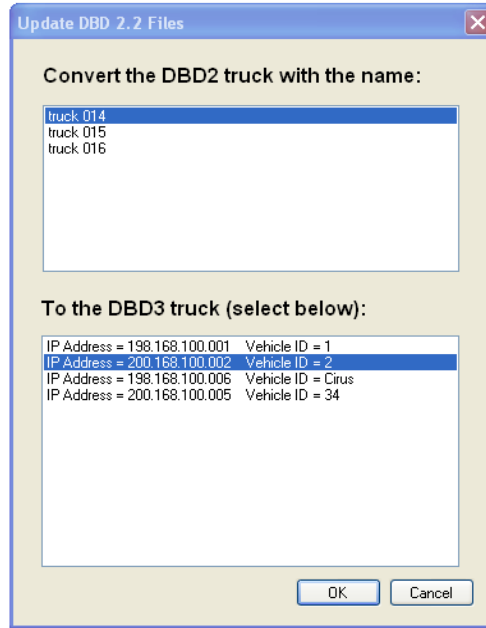 Update DBD 2.2 Files
Convert the DBD2 truck with the name:
truck 014
truck 015
truck 016
To the DBD3 truck (select below):
IP Address = 198.168.100.001 Vehicle ID = 1
IP Address = 200.168.100.002 Vehicle ID = 2
IP Address = 198.168.100.006 Vehicle ID = Cirus
IP Address = 200.168.100.005 Vehicle ID = 34
OK Cancel